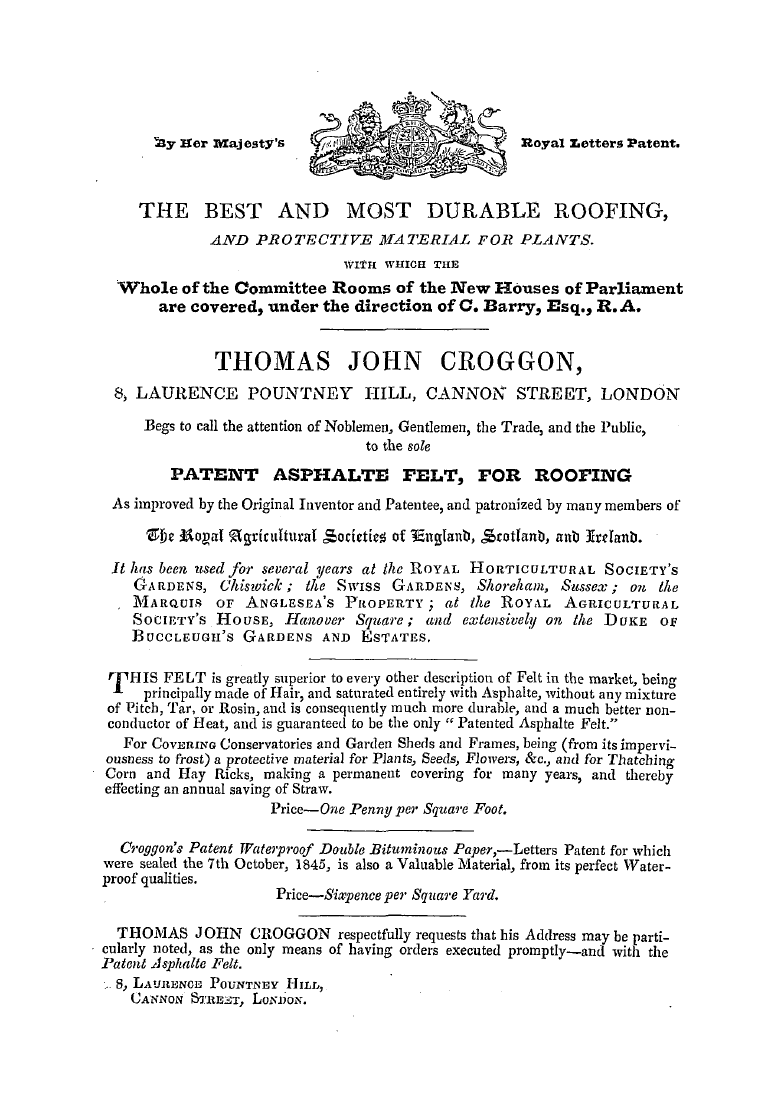 By Her Majesty's Royal Letters Patent.
THE BEST AND MOST DURABLE ROOFING,
AND PROTECTIVE MATERIAL FOR PLANTS.
WITH WHICH THE
Whole of the Committee Rooms of the New Houses of Parliament
are covered, under the direction of C. Barry, Esq., R.A.
THOMAS JOHN CROGGON,
8, LAURENCE POUNTNEY HILL, CANNON STREET, LONDON
Begs to call the attention of Noblemen, Gentlemen, the Trade, and the Public,
to the sole
PATENT ASPHALTE FELT, FOR ROOFING
As improved by the Original Inventor and Patentee, and patronized by many members of
The Royal Agricultural Societies of England, Scotland, and Ireland.
It has been used for several years at the ROYAL HORTICULTURAL SOCIETY'S
GARDENS, Chiswick; the SWISS GARDENS, Shoreham, Sussex; on the
MARQUIS OF ANGLESEA'S PROPERTY; at the ROYAL AGRICULTURAL
SOCIETY'S HOUSE, Hanover Square; and extensively on the DUKE OF
BUCCLEUGH'S GARDENS AND ESTATES.
THIS FELT is greatly superior to every other description of Felt in the market, being
principally made of Hair, and saturated entirely with Asphalte, without any mixture
of Pitch, Tar, or Rosin, and is consequently much more durable, and a much better non-
conductor of Heat, and is guaranteed to be the only "Patented Asphalte Felt."
For COVERING Conservatories and Garden Sheds and Frames, being (from its impervi-
ousness to frost) a protective material for Plants, Seeds, Flowers, &c., and for Thatching
Corn and Hay Ricks, making a permanent covering for many years, and thereby
effecting an annual saving of Straw.
Price—One Penny per Square Foot.
Croggon's Patent Waterproof Double Bituminous Paper,—Letters Patent for which
were sealed the 7th October, 1845, is also a Valuable Material, from its perfect Water-
proof qualities.
Price—Sixpence per Square Yard.
THOMAS JOHN CROGGON respectfully requests that his Address may be parti-
cularly noted, as the only means of having orders executed promptly—and with the
Patent Asphalte Felt.
8, LAURENCE POUNTNEY HILL,
CANNON STREET, LONDON.